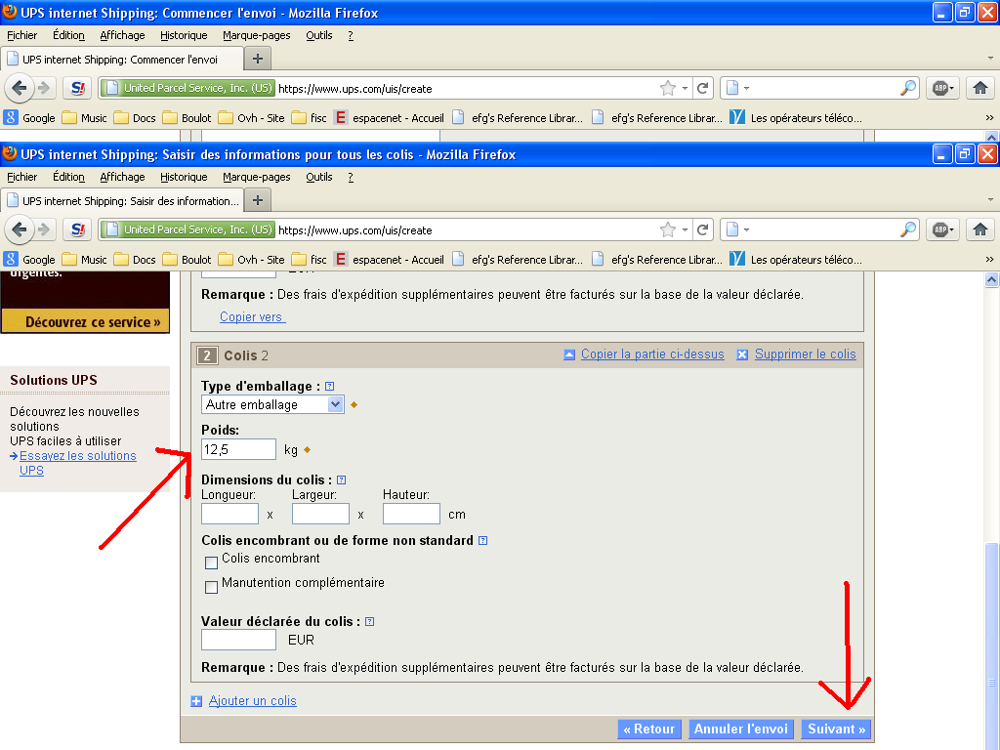 UPS internet Shipping: Commencer l'envoi - Mozilla Firefox
Fichier Édition Affichage Historique Marque-pages Outils ?
UPS internet Shipping: Commencer l'envoi
S! United Parcel Service, Inc. (US) https://www.ups.com/uis/create ABP
Google Music Docs Boulot Ovh - Site fisc E espacenet - Accueil efg's Reference Librar... efg's Reference Librar... Les opérateurs téléco... »
UPS internet Shipping: Saisir des informations pour tous les colis - Mozilla Firefox
Fichier Édition Affichage Historique Marque-pages Outils ?
UPS internet Shipping: Saisir des information...
S! United Parcel Service, Inc. (US) https://www.ups.com/uis/create ABP
Google Music Docs Boulot Ovh - Site fisc E espacenet - Accueil efg's Reference Librar... efg's Reference Librar... Les opérateurs téléco... »
urgentes.
Découvrez ce service »
Solutions UPS
Découvrez les nouvelles
solutions
UPS faciles à utiliser
Essayez les solutions
UPS
Remarque : Des frais d'expédition supplémentaires peuvent être facturés sur la base de la valeur déclarée.
Copier vers
2 Colis 2 Copier la partie ci-dessus Supprimer le colis
Type d'emballage : ?
Autre emballage
Poids:
12,5 kg
Dimensions du colis : ?
Longueur: Largeur: Hauteur:
x x cm
Colis encombrant ou de forme non standard ?
Colis encombrant
Manutention complémentaire
Valeur déclarée du colis : ?
EUR
Remarque : Des frais d'expédition supplémentaires peuvent être facturés sur la base de la valeur déclarée.
Ajouter un colis
« Retour Annuler l'envoi Suivant »